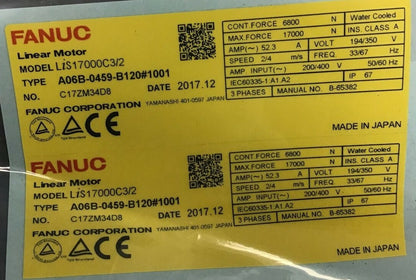 FANUC
Linear Motor
MODEL LiS17000C3/2
TYPE A06B-0459-B120#1001
NO. C17ZM34D8 DATE 2017.12
FANUC CORPORATION YAMANASHI 401-0597 JAPAN
CONT.FORCE 6800 N Water Cooled
MAX.FORCE 17000 N INS. CLASS A
AMP(~) 52.3 A VOLT 194/350 V
SPEED 2/4 m/s FREQ 33/67 Hz
AMP INPUT(~) 200/400 V 50/60 Hz
IEC60335-1:A1:A2 IP 67
3 PHASES MANUAL NO. B-65382
MADE IN JAPAN
FANUC
Linear Motor
MODEL LiS17000C3/2
TYPE A06B-0459-B120#1001
NO. C17ZM34D8 DATE 2017.12
FANUC CORPORATION YAMANASHI 401-0597 JAPAN
CONT.FORCE 6800 N Water Cooled
MAX.FORCE 17000 N INS. CLASS A
AMP(~) 52.3 A VOLT 194/350 V
SPEED 2/4 m/s FREQ 33/67 Hz
AMP INPUT(~) 200/400 V 50/60 Hz
IEC60335-1:A1:A2 IP 67
3 PHASES MANUAL NO. B-65382
MADE IN JAPAN